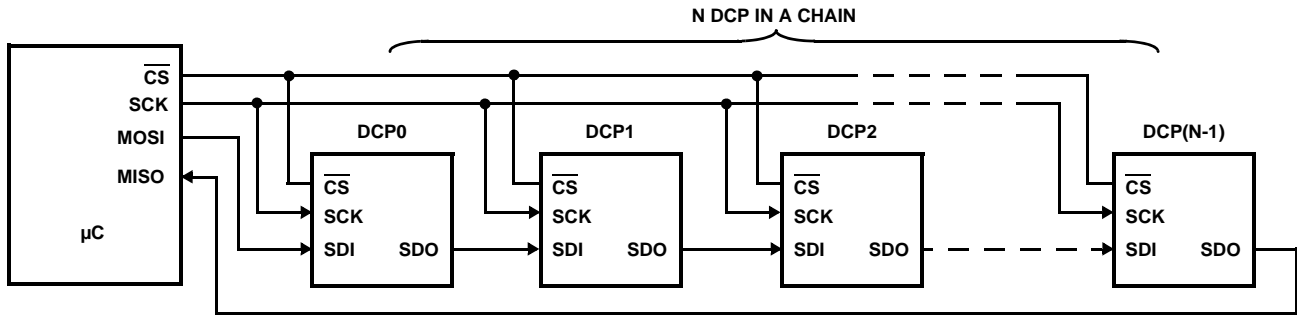 N DCP IN A CHAIN
CS
SCK
MOSI
MISO
µC
DCP0
DCP1
DCP2
DCP(N-1)
CS
SCK
SDI SDO
CS
SCK
SDI SDO
CS
SCK
SDI SDO
CS
SCK
SDI SDO